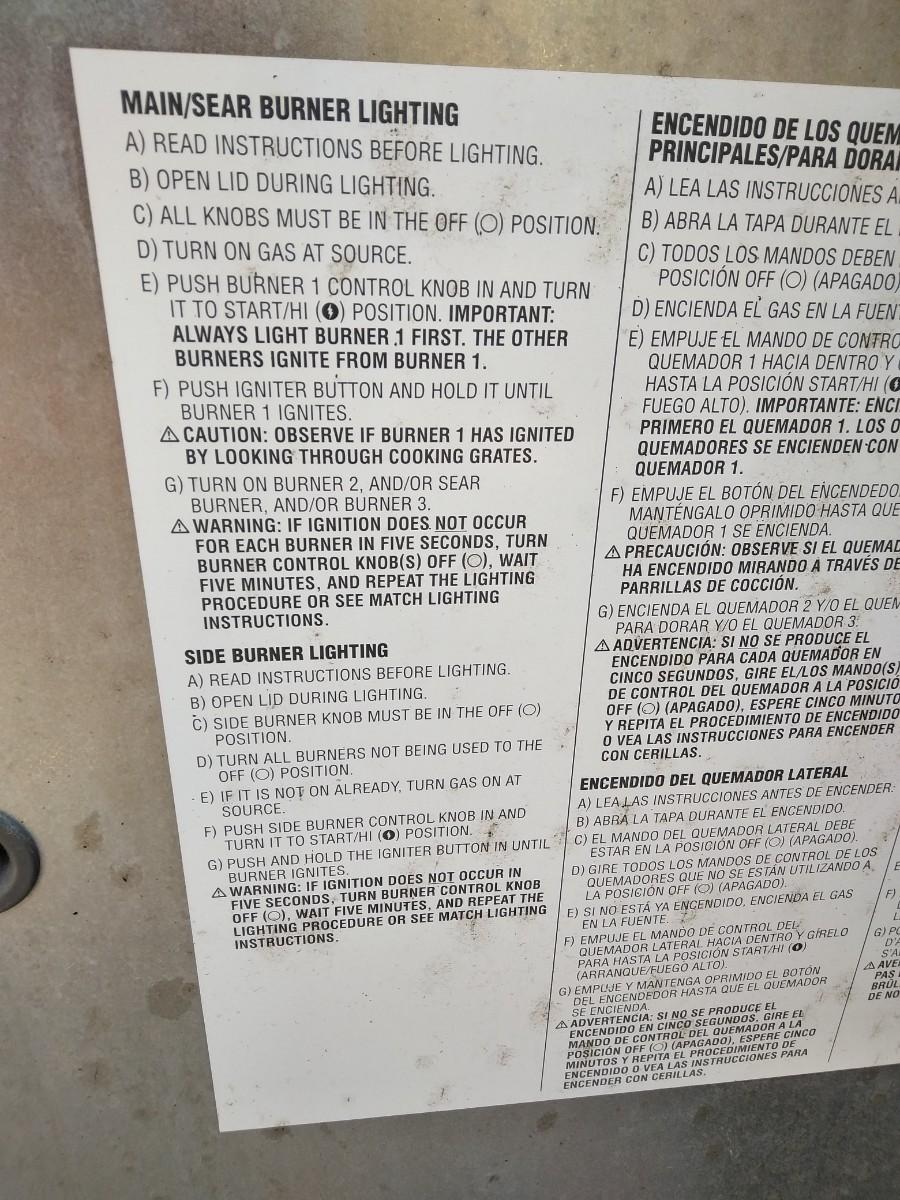 MAIN/SEAR BURNER LIGHTING
A) READ INSTRUCTIONS BEFORE LIGHTING.
B) OPEN LID DURING LIGHTING.
C) ALL KNOBS MUST BE IN THE OFF (○) POSITION.
D) TURN ON GAS AT SOURCE.
E) PUSH BURNER 1 CONTROL KNOB IN AND TURN
IT TO START/HI () POSITION. IMPORTANT:
ALWAYS LIGHT BURNER 1 FIRST. THE OTHER
BURNERS IGNITE FROM BURNER 1.
F) PUSH IGNITER BUTTON AND HOLD IT UNTIL
BURNER 1 IGNITES.
⚠ CAUTION: OBSERVE IF BURNER 1 HAS IGNITED
BY LOOKING THROUGH COOKING GRATES.
G) TURN ON BURNER 2, AND/OR SEAR
BURNER, AND/OR BURNER 3.
⚠ WARNING: IF IGNITION DOES NOT OCCUR
FOR EACH BURNER IN FIVE SECONDS, TURN
BURNER CONTROL KNOB(S) OFF (○), WAIT
FIVE MINUTES, AND REPEAT THE LIGHTING
PROCEDURE OR SEE MATCH LIGHTING
INSTRUCTIONS.
SIDE BURNER LIGHTING
A) READ INSTRUCTIONS BEFORE LIGHTING.
B) OPEN LID DURING LIGHTING.
C) SIDE BURNER KNOB MUST BE IN THE OFF (○)
POSITION.
D) TURN ALL BURNERS NOT BEING USED TO THE
OFF (○) POSITION.
E) IF IT IS NOT ON ALREADY, TURN GAS ON AT
SOURCE.
F) PUSH SIDE BURNER CONTROL KNOB IN AND
TURN IT TO START/HI () POSITION.
G) PUSH AND HOLD THE IGNITER BUTTON IN UNTIL
BURNER IGNITES.
⚠ WARNING: IF IGNITION DOES NOT OCCUR IN
FIVE SECONDS, TURN BURNER CONTROL KNOB
OFF (○), WAIT FIVE MINUTES, AND REPEAT THE
LIGHTING PROCEDURE OR SEE MATCH LIGHTING
INSTRUCTIONS.
ENCENDIDO DE LOS QUEM
PRINCIPALES/PARA DORA
A) LEA LAS INSTRUCCIONES A
B) ABRA LA TAPA DURANTE EL
C) TODOS LOS MANDOS DEBEN
POSICIÓN OFF (○) (APAGADO)
D) ENCIENDA EL GAS EN LA FUEN
E) EMPUJE EL MANDO DE CONTRO
QUEMADOR 1 HACIA DENTRO Y
HASTA LA POSICIÓN START/HI (
FUEGO ALTO). IMPORTANTE: ENCI
PRIMERO EL QUEMADOR 1. LOS O
QUEMADORES SE ENCIENDEN CON
QUEMADOR 1.
F) EMPUJE EL BOTÓN DEL ENCENDEDO
MANTÉNGALO OPRIMIDO HASTA QUE
QUEMADOR 1 SE ENCIENDA.
⚠ PRECAUCIÓN: OBSERVE SI EL QUEMAD
HA ENCENDIDO MIRANDO A TRAVÉS DE
PARRILLAS DE COCCIÓN.
G) ENCIENDA EL QUEMADOR 2 Y/O EL QUEM
PARA DORAR Y/O EL QUEMADOR 3.
⚠ ADVERTENCIA: SI NO SE PRODUCE EL
ENCENDIDO PARA CADA QUEMADOR EN
CINCO SEGUNDOS, GIRE EL/LOS MANDO(S)
DE CONTROL DEL QUEMADOR A LA POSICIÓ
OFF (○) (APAGADO), ESPERE CINCO MINUTO
Y REPITA EL PROCEDIMIENTO DE ENCENDIDO
O VEA LAS INSTRUCCIONES PARA ENCENDER
CON CERILLAS.
ENCENDIDO DEL QUEMADOR LATERAL
A) LEA LAS INSTRUCCIONES ANTES DE ENCENDER.
B) ABRA LA TAPA DURANTE EL ENCENDIDO.
C) EL MANDO DEL QUEMADOR LATERAL DEBE
ESTAR EN LA POSICIÓN OFF (○) (APAGADO).
D) GIRE TODOS LOS MANDOS DE CONTROL DE LOS
QUEMADORES QUE NO SE ESTÁN UTILIZANDO A
LA POSICIÓN OFF (○) (APAGADO).
E) SI NO ESTÁ YA ENCENDIDO, ENCIENDA EL GAS
EN LA FUENTE.
F) EMPUJE EL MANDO DE CONTROL DEL
QUEMADOR LATERAL HACIA DENTRO Y GÍRELO
PARA HASTA LA POSICIÓN START/HI ()
(ARRANQUE/FUEGO ALTO).
G) EMPUJE Y MANTENGA OPRIMIDO EL BOTÓN
DEL ENCENDEDOR HASTA QUE EL QUEMADOR
SE ENCIENDA.
⚠ ADVERTENCIA: SI NO SE PRODUCE EL
ENCENDIDO EN CINCO SEGUNDOS, GIRE EL
MANDO DE CONTROL DEL QUEMADOR A LA
POSICIÓN OFF (○) (APAGADO), ESPERE CINCO
MINUTOS Y REPITA EL PROCEDIMIENTO DE
ENCENDIDO O VEA LAS INSTRUCCIONES PARA
ENCENDER CON CERILLAS.
F)
G) PO
D'A
S'A
⚠ AVE
PAS
BRÛL
DE NO